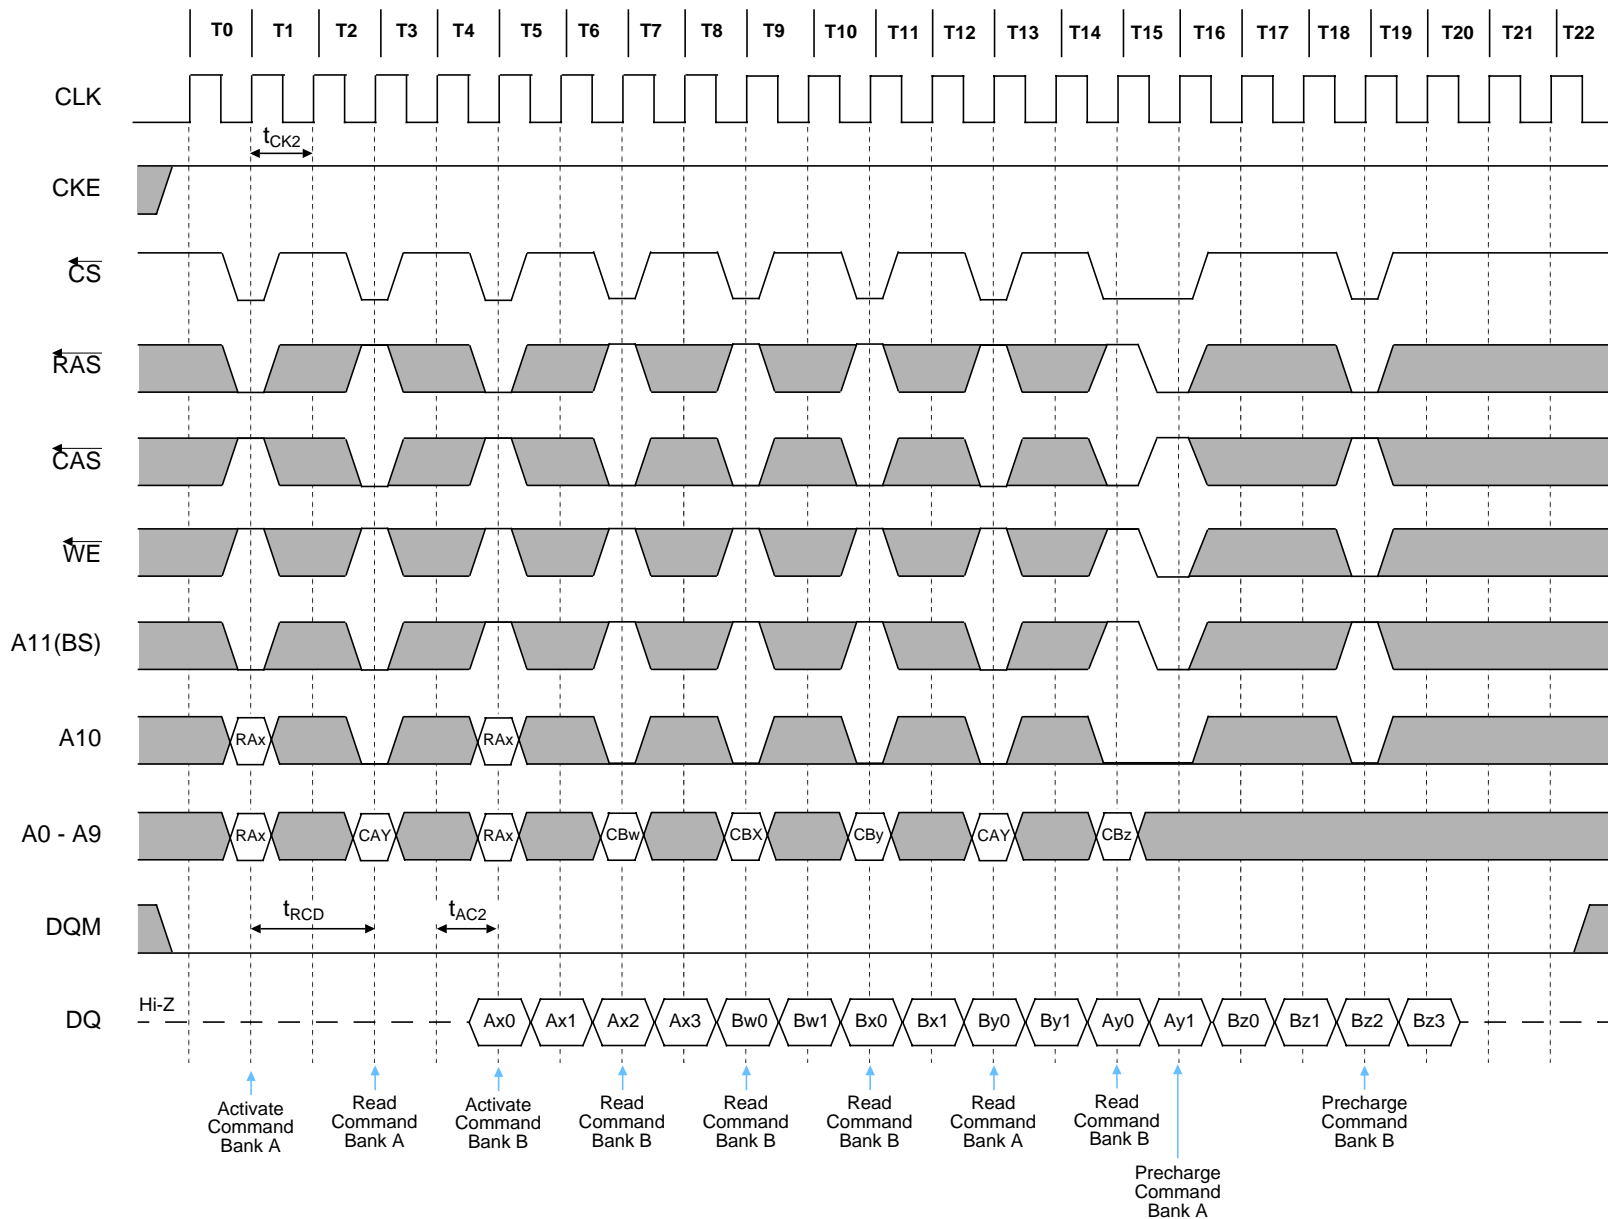 T0 T1 T2 T3 T4 T5 T6 T7 T8 T9 T10 T11 T12 T13 T14 T15 T16 T17 T18 T19 T20 T21 T22
CLK
tCK2
CKE
CS
RAS
CAS
WE
A11(BS)
A10 RAx RAx
A0 - A9 RAx CAY RAx CBw CBX CBy CAY CBz
DQM tRCD tAC2
Hi-Z
DQ Ax0 Ax1 Ax2 Ax3 Bw0 Bw1 Bx0 Bx1 By0 By1 Ay0 Ay1 Bz0 Bz1 Bz2 Bz3
Activate
Command
Bank A
Read
Command
Bank A
Activate
Command
Bank B
Read
Command
Bank B
Read
Command
Bank B
Read
Command
Bank B
Read
Command
Bank A
Read
Command
Bank B
Precharge
Command
Bank A
Precharge
Command
Bank B